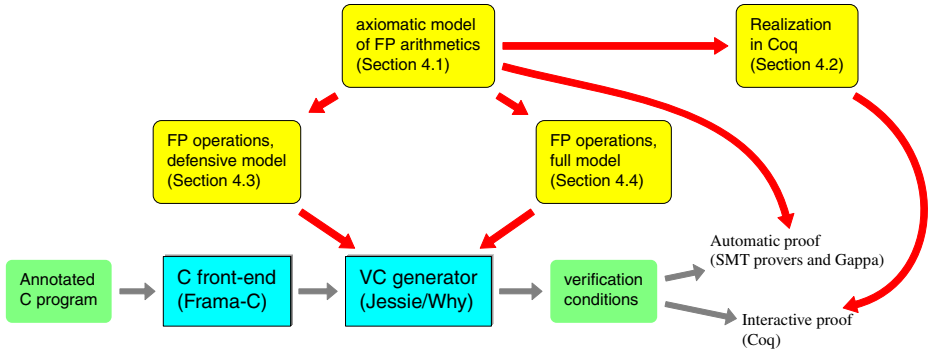 axiomatic model
of FP arithmetics
(Section 4.1)
Realization
in Coq
(Section 4.2)
FP operations,
defensive model
(Section 4.3)
FP operations,
full model
(Section 4.4)
Annotated
C program
C front-end
(Frama-C)
VC generator
(Jessie/Why)
verification
conditions
Automatic proof
(SMT provers and Gappa)
Interactive proof
(Coq)